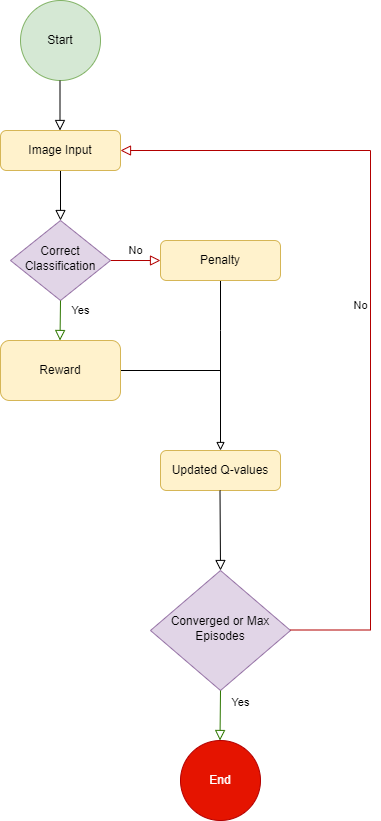 Start
Image Input
Correct
Classification
No
Penalty
Yes
No
Reward
Updated Q-values
Converged or Max
Episodes
Yes
End